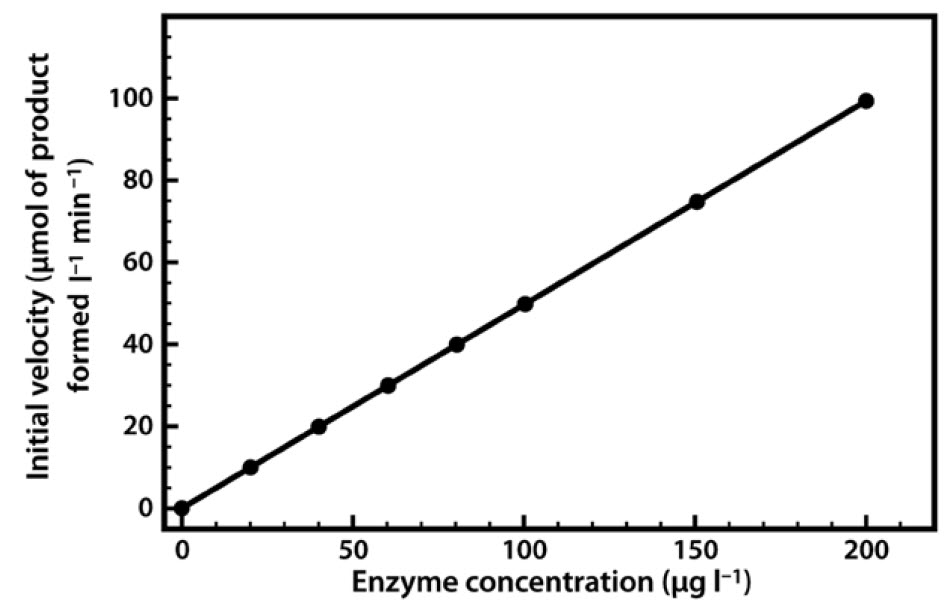 Initial velocity (µmol of product
formed l⁻¹ min⁻¹)
100
80
60
40
20
0
0 50 100 150 200
Enzyme concentration (µg l⁻¹)